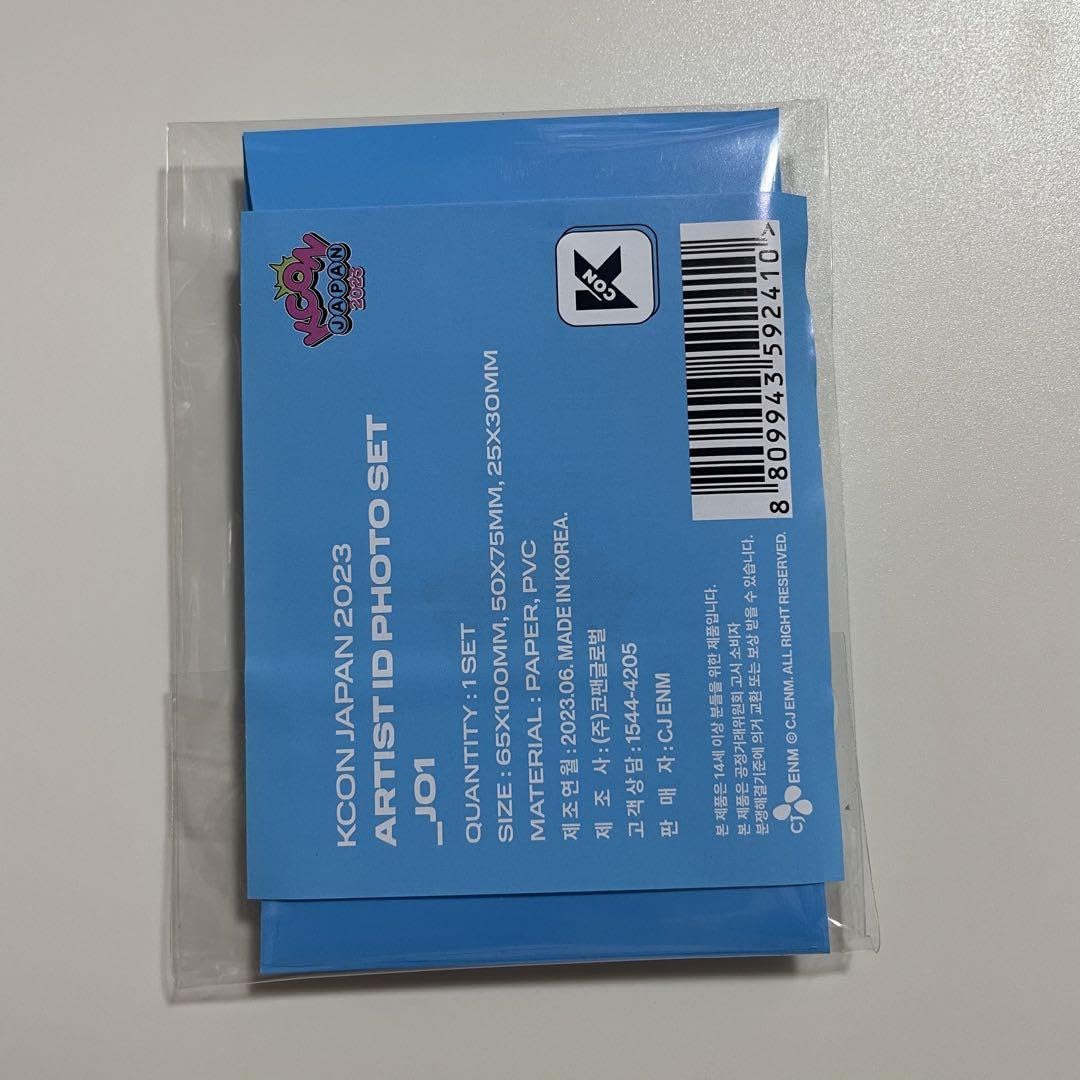 KCON
JAPAN
2023
K
CON
KCON JAPAN 2023
ARTIST ID PHOTO SET
_JO1
QUANTITY : 1 SET
SIZE : 65X100MM, 50X75MM, 25X30MM
MATERIAL : PAPER, PVC
제조연월 : 2023.06. MADE IN KOREA.
제 조 사 : (주)코팬글로벌
고객상담 : 1544-4205
판 매 자 : CJ ENM
본 제품은 14세 이상 분들을 위한 제품입니다.
본 제품은 공정거래위원회 고시 소비자
분쟁해결기준에 의거 교환 또는 보상 받을 수 있습니다.
CJ ENM © CJ ENM. ALL RIGHT RESERVED.
8 809943 592410 >